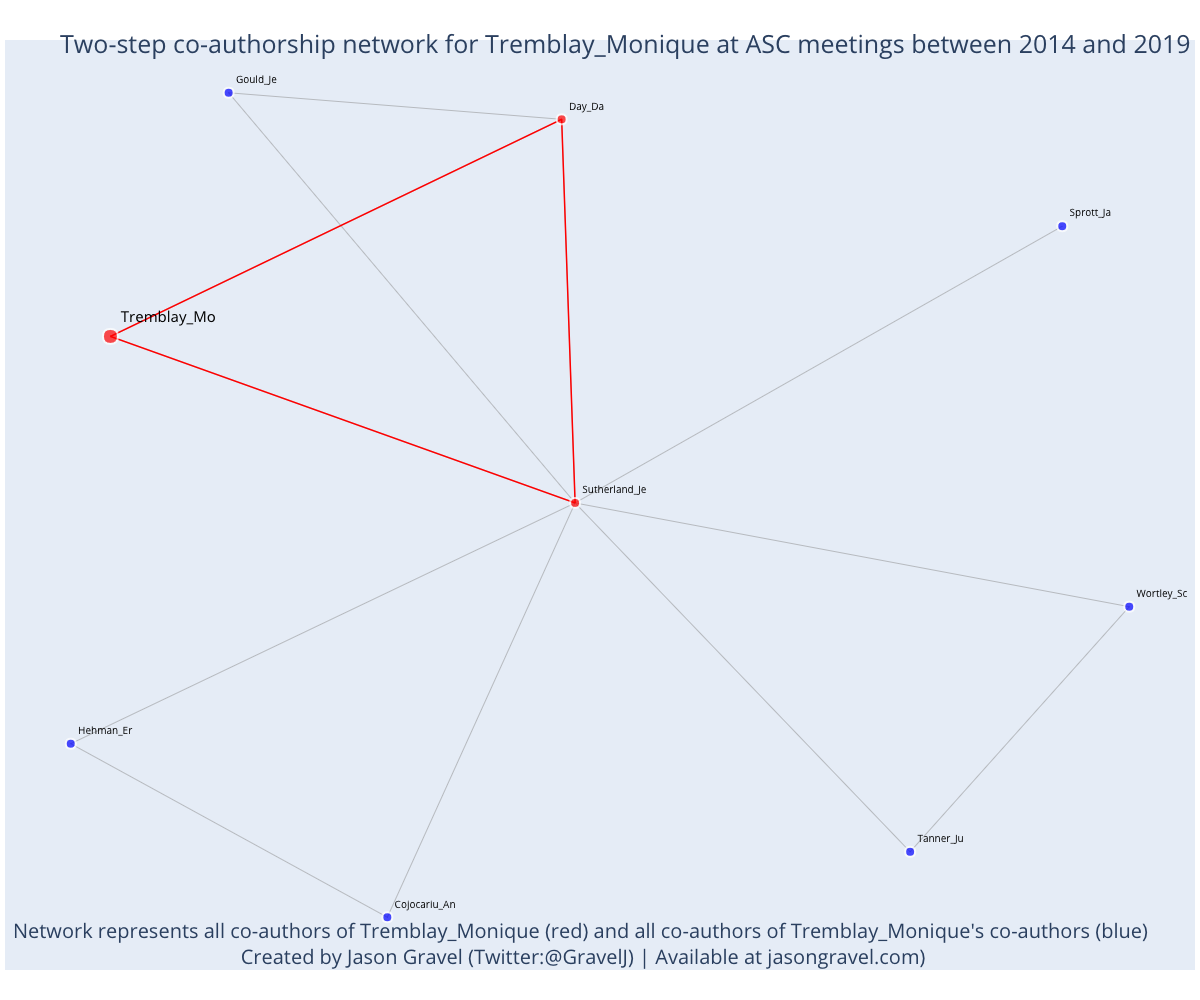 Two-step co-authorship network for Tremblay_Monique at ASC meetings between 2014 and 2019
Gould_Je
Day_Da
Sprott_Ja
Tremblay_Mo
Sutherland_Je
Wortley_Sc
Hehman_Er
Tanner_Ju
Cojocariu_An
Network represents all co-authors of Tremblay_Monique (red) and all co-authors of Tremblay_Monique's co-authors (blue)
Created by Jason Gravel (Twitter:@GravelJ) | Available at jasongravel.com)